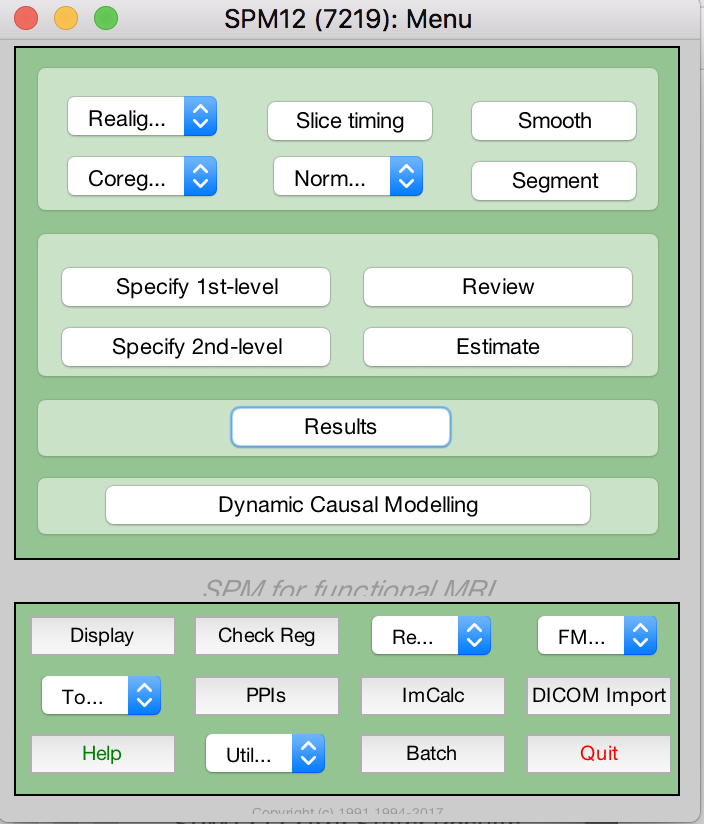 SPM12 (7219): Menu
Realig... Slice timing Smooth
Coreg... Norm... Segment
Specify 1st-level Review
Specify 2nd-level Estimate
Results
Dynamic Causal Modelling
SPM for functional MRI
Display Check Reg Re... FM...
To... PPIs ImCalc DICOM Import
Help Util... Batch Quit
Copyright (c) 1991,1994-2017